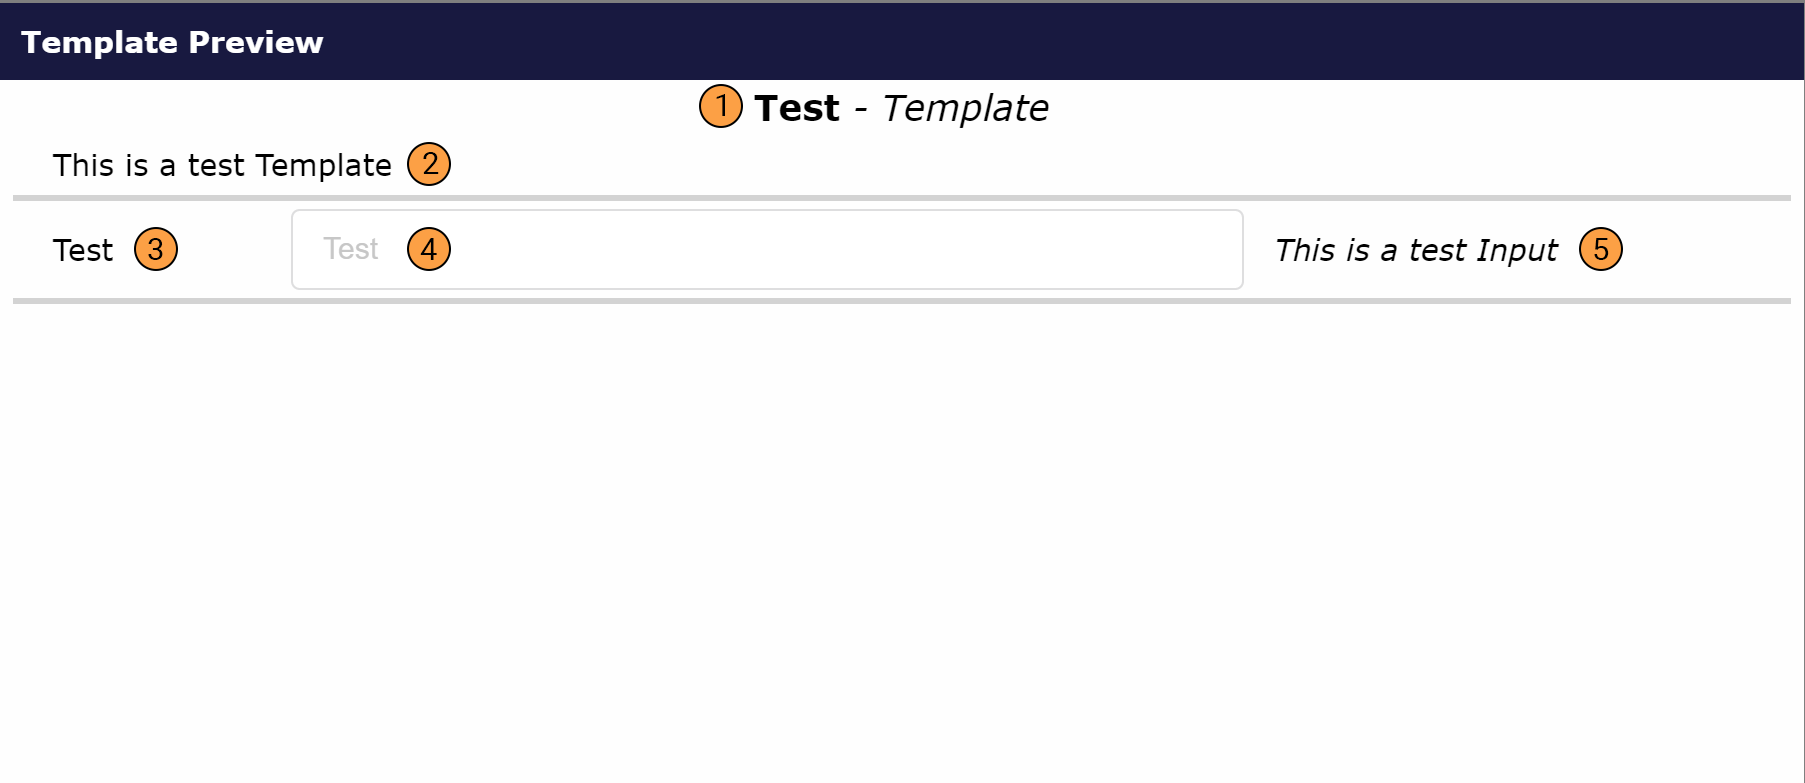 Template Preview
1 Test - Template
This is a test Template 2
Test 3 Test 4 This is a test Input 5